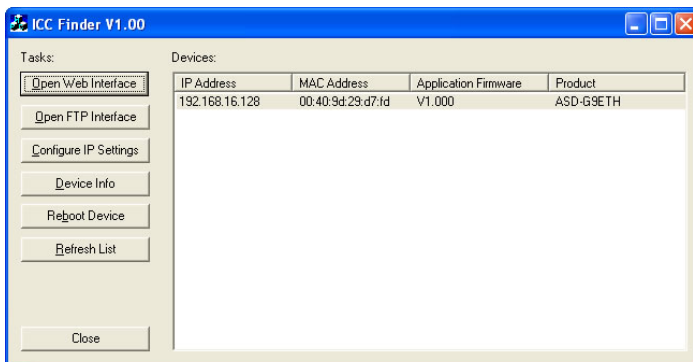 ICC Finder V1.00
Tasks:
Devices:
Open Web Interface
Open FTP Interface
Configure IP Settings
Device Info
Reboot Device
Refresh List
Close
IP Address MAC Address Application Firmware Product
192.168.16.128 00:40:9d:29:d7:fd V1.000 ASD-G9ETH